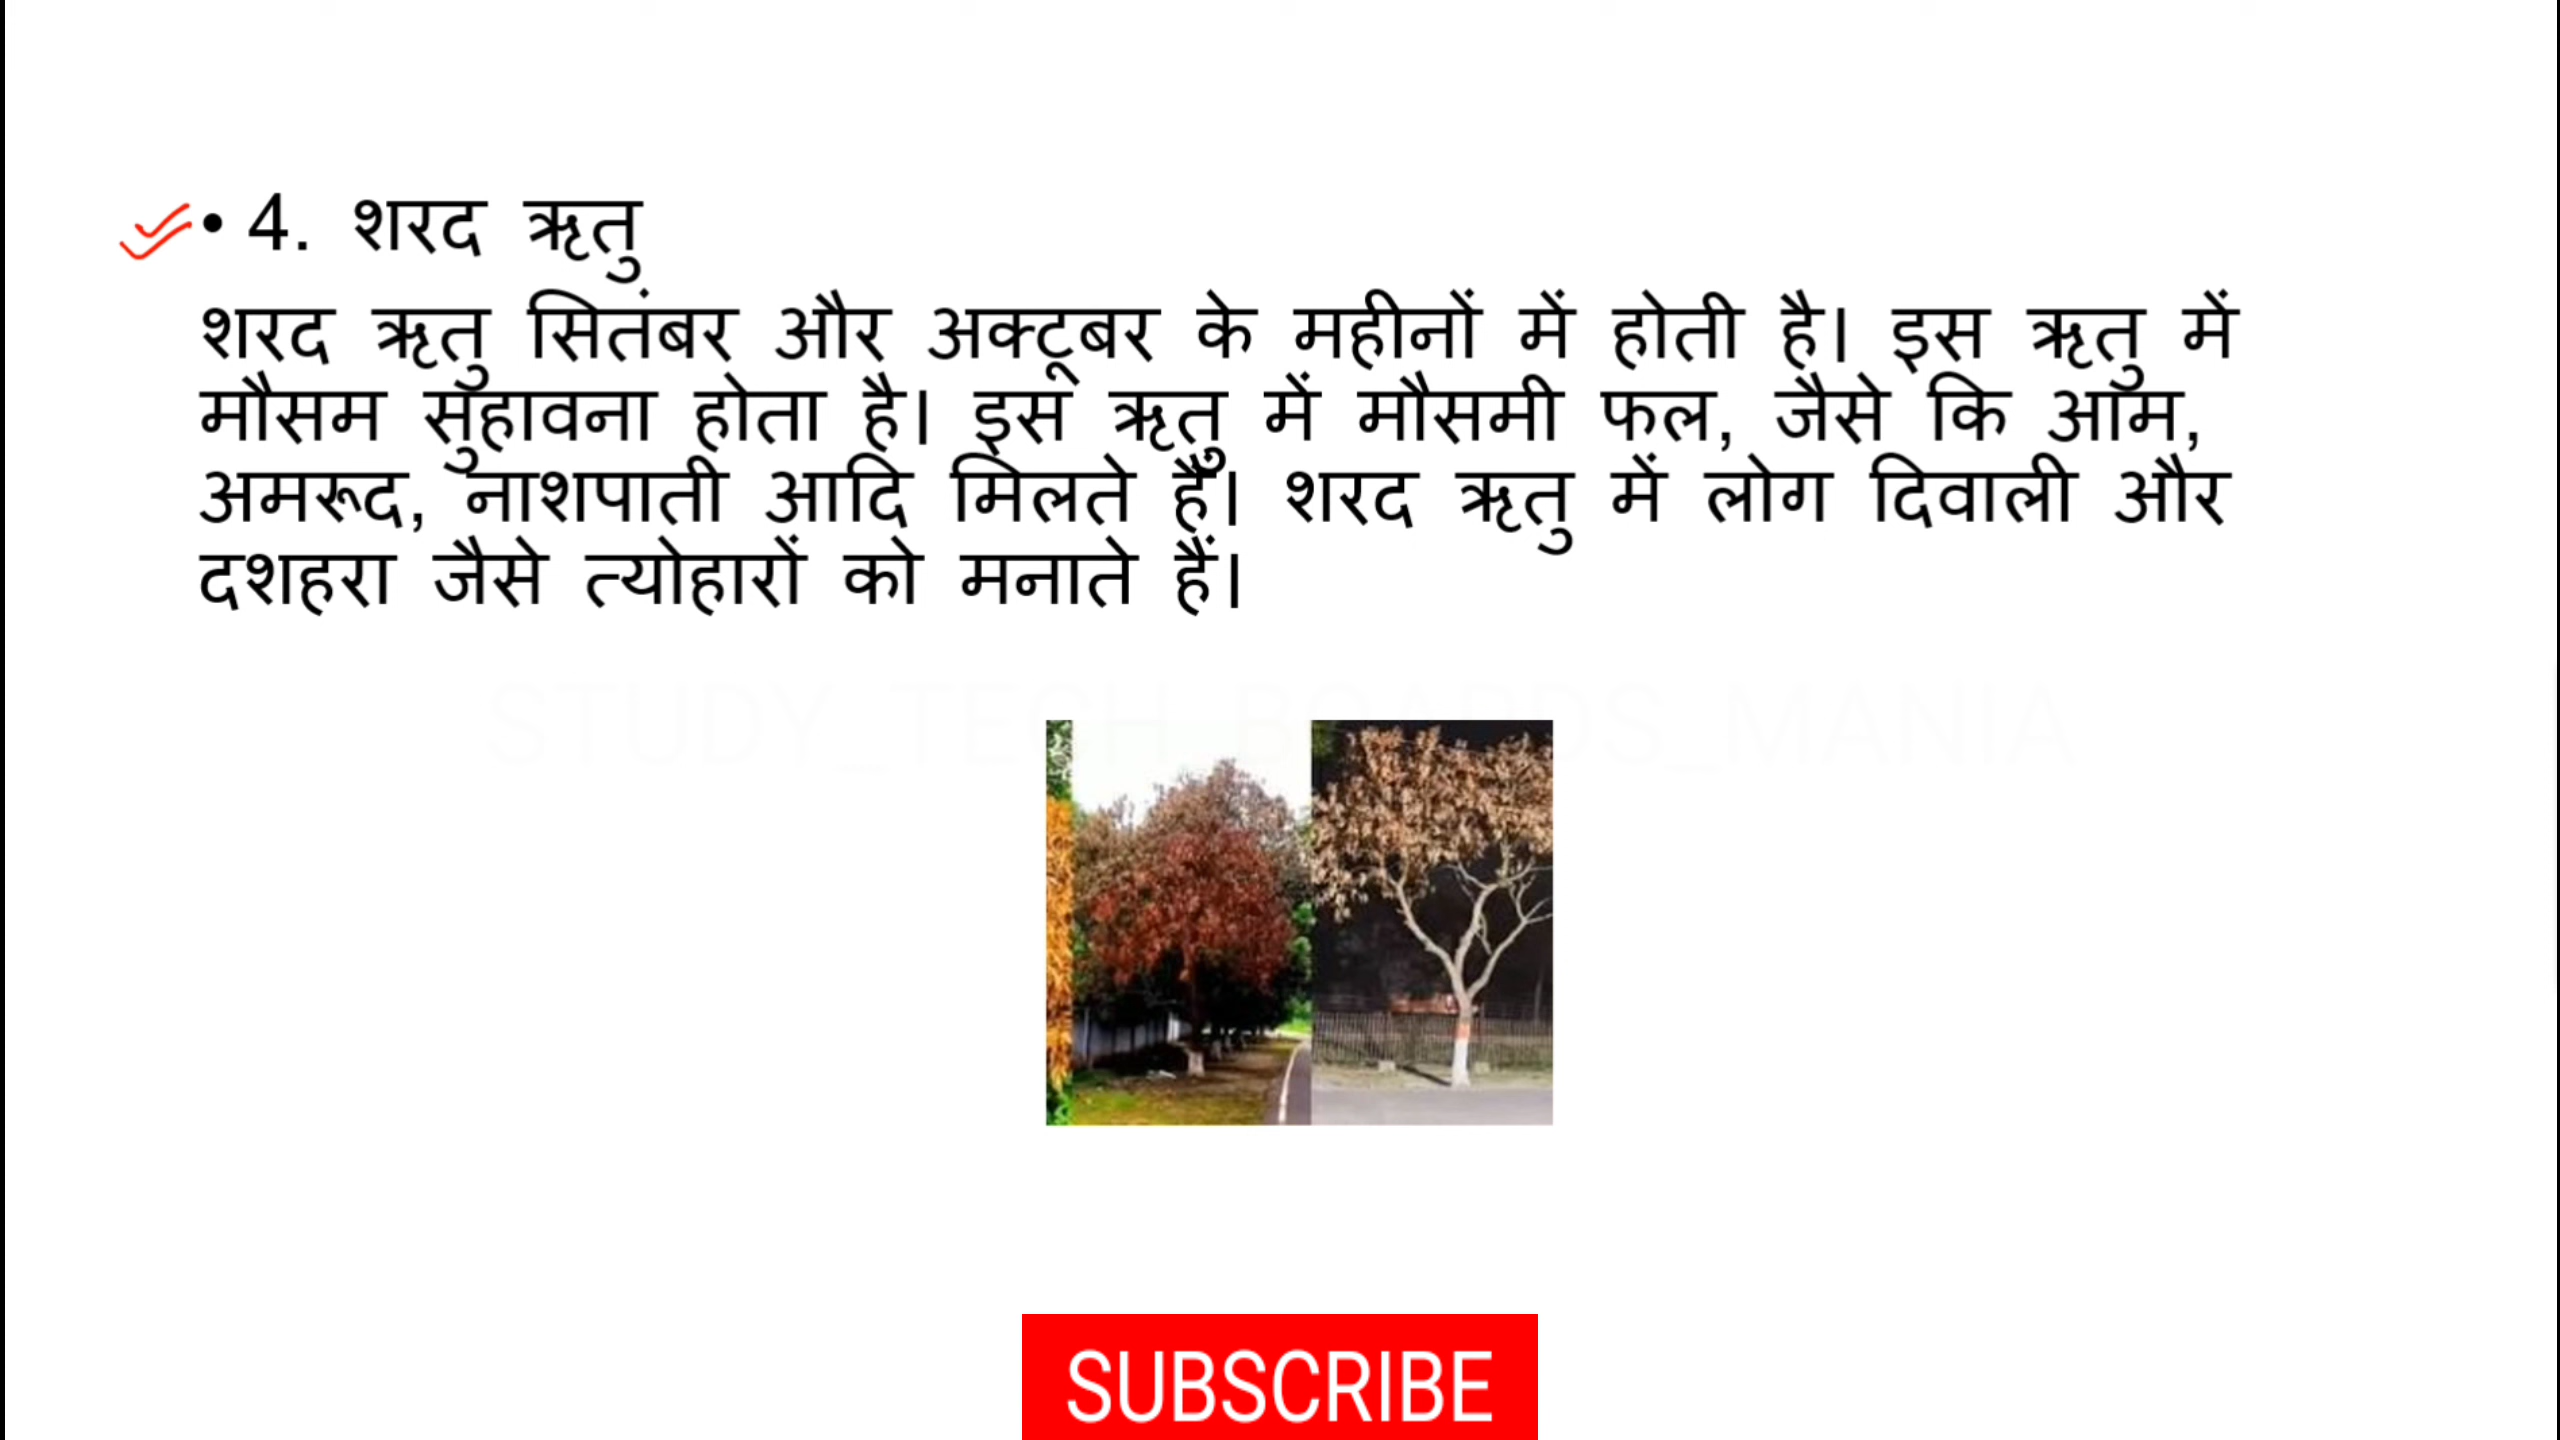 • 4. शरद ऋतु
शरद ऋतु सितंबर और अक्टूबर के महीनों में होती है। इस ऋतु में
मौसम सुहावना होता है। इस ऋतु में मौसमी फल, जैसे कि आम,
अमरूद, नाशपाती आदि मिलते हैं। शरद ऋतु में लोग दिवाली और
दशहरा जैसे त्योहारों को मनाते हैं।
STUDY_TECH_BOARDS_MANIA
SUBSCRIBE